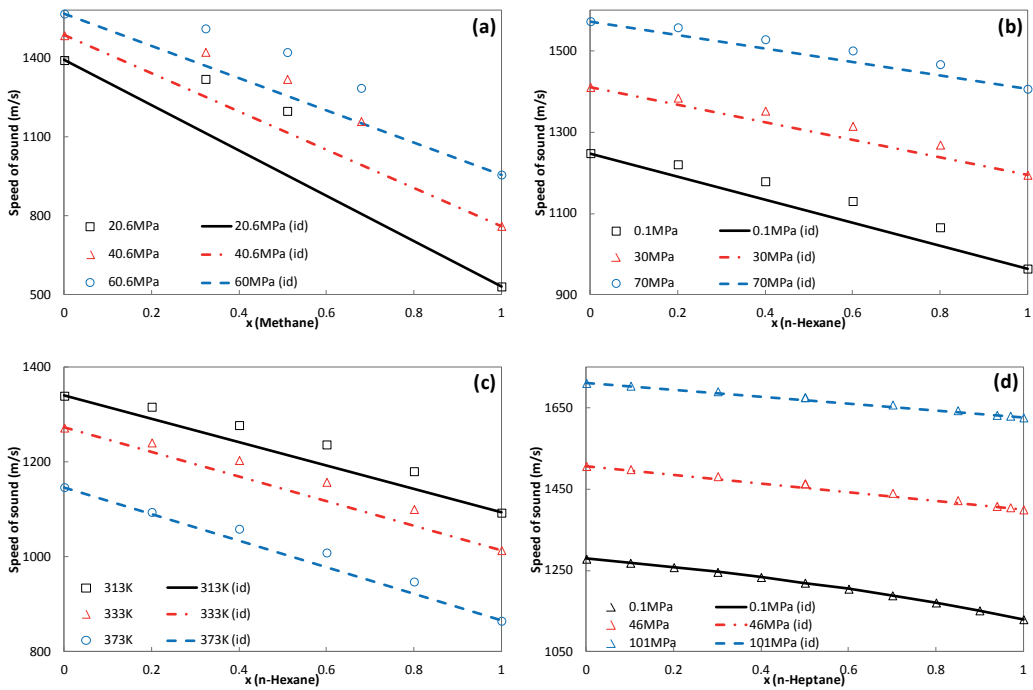 (a)
1400
1100
800
500
Speed of sound (m/s)
20.6MPa 20.6MPa (id)
40.6MPa 40.6MPa (id)
60.6MPa 60MPa (id)
0 0.2 0.4 0.6 0.8 1
x (Methane)
(b)
1500
1300
1100
900
Speed of sound (m/s)
0.1MPa 0.1MPa (id)
30MPa 30MPa (id)
70MPa 70MPa (id)
0 0.2 0.4 0.6 0.8 1
x (n-Hexane)
(c)
1400
1200
1000
800
Speed of sound (m/s)
313K 313K (id)
333K 333K (id)
373K 373K (id)
0 0.2 0.4 0.6 0.8 1
x (n-Hexane)
(d)
1650
1450
1250
1050
Speed of sound (m/s)
0.1MPa 0.1MPa (id)
46MPa 46MPa (id)
101MPa 101MPa (id)
0 0.2 0.4 0.6 0.8 1
x (n-Heptane)